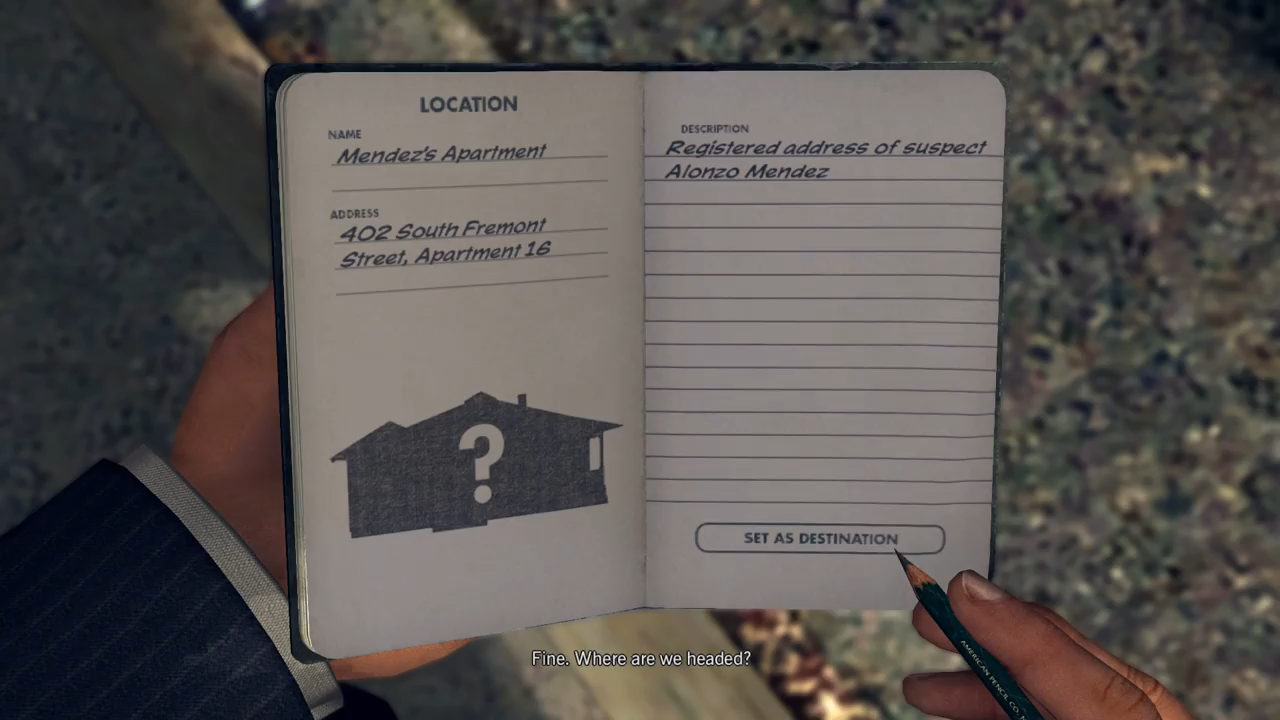 LOCATION
NAME
Mendez's Apartment
ADDRESS
402 South Fremont
Street, Apartment 16
?
DESCRIPTION
Registered address of suspect
Alonzo Mendez
SET AS DESTINATION
AMERICAN PENCIL CO.
Fine. Where are we headed?